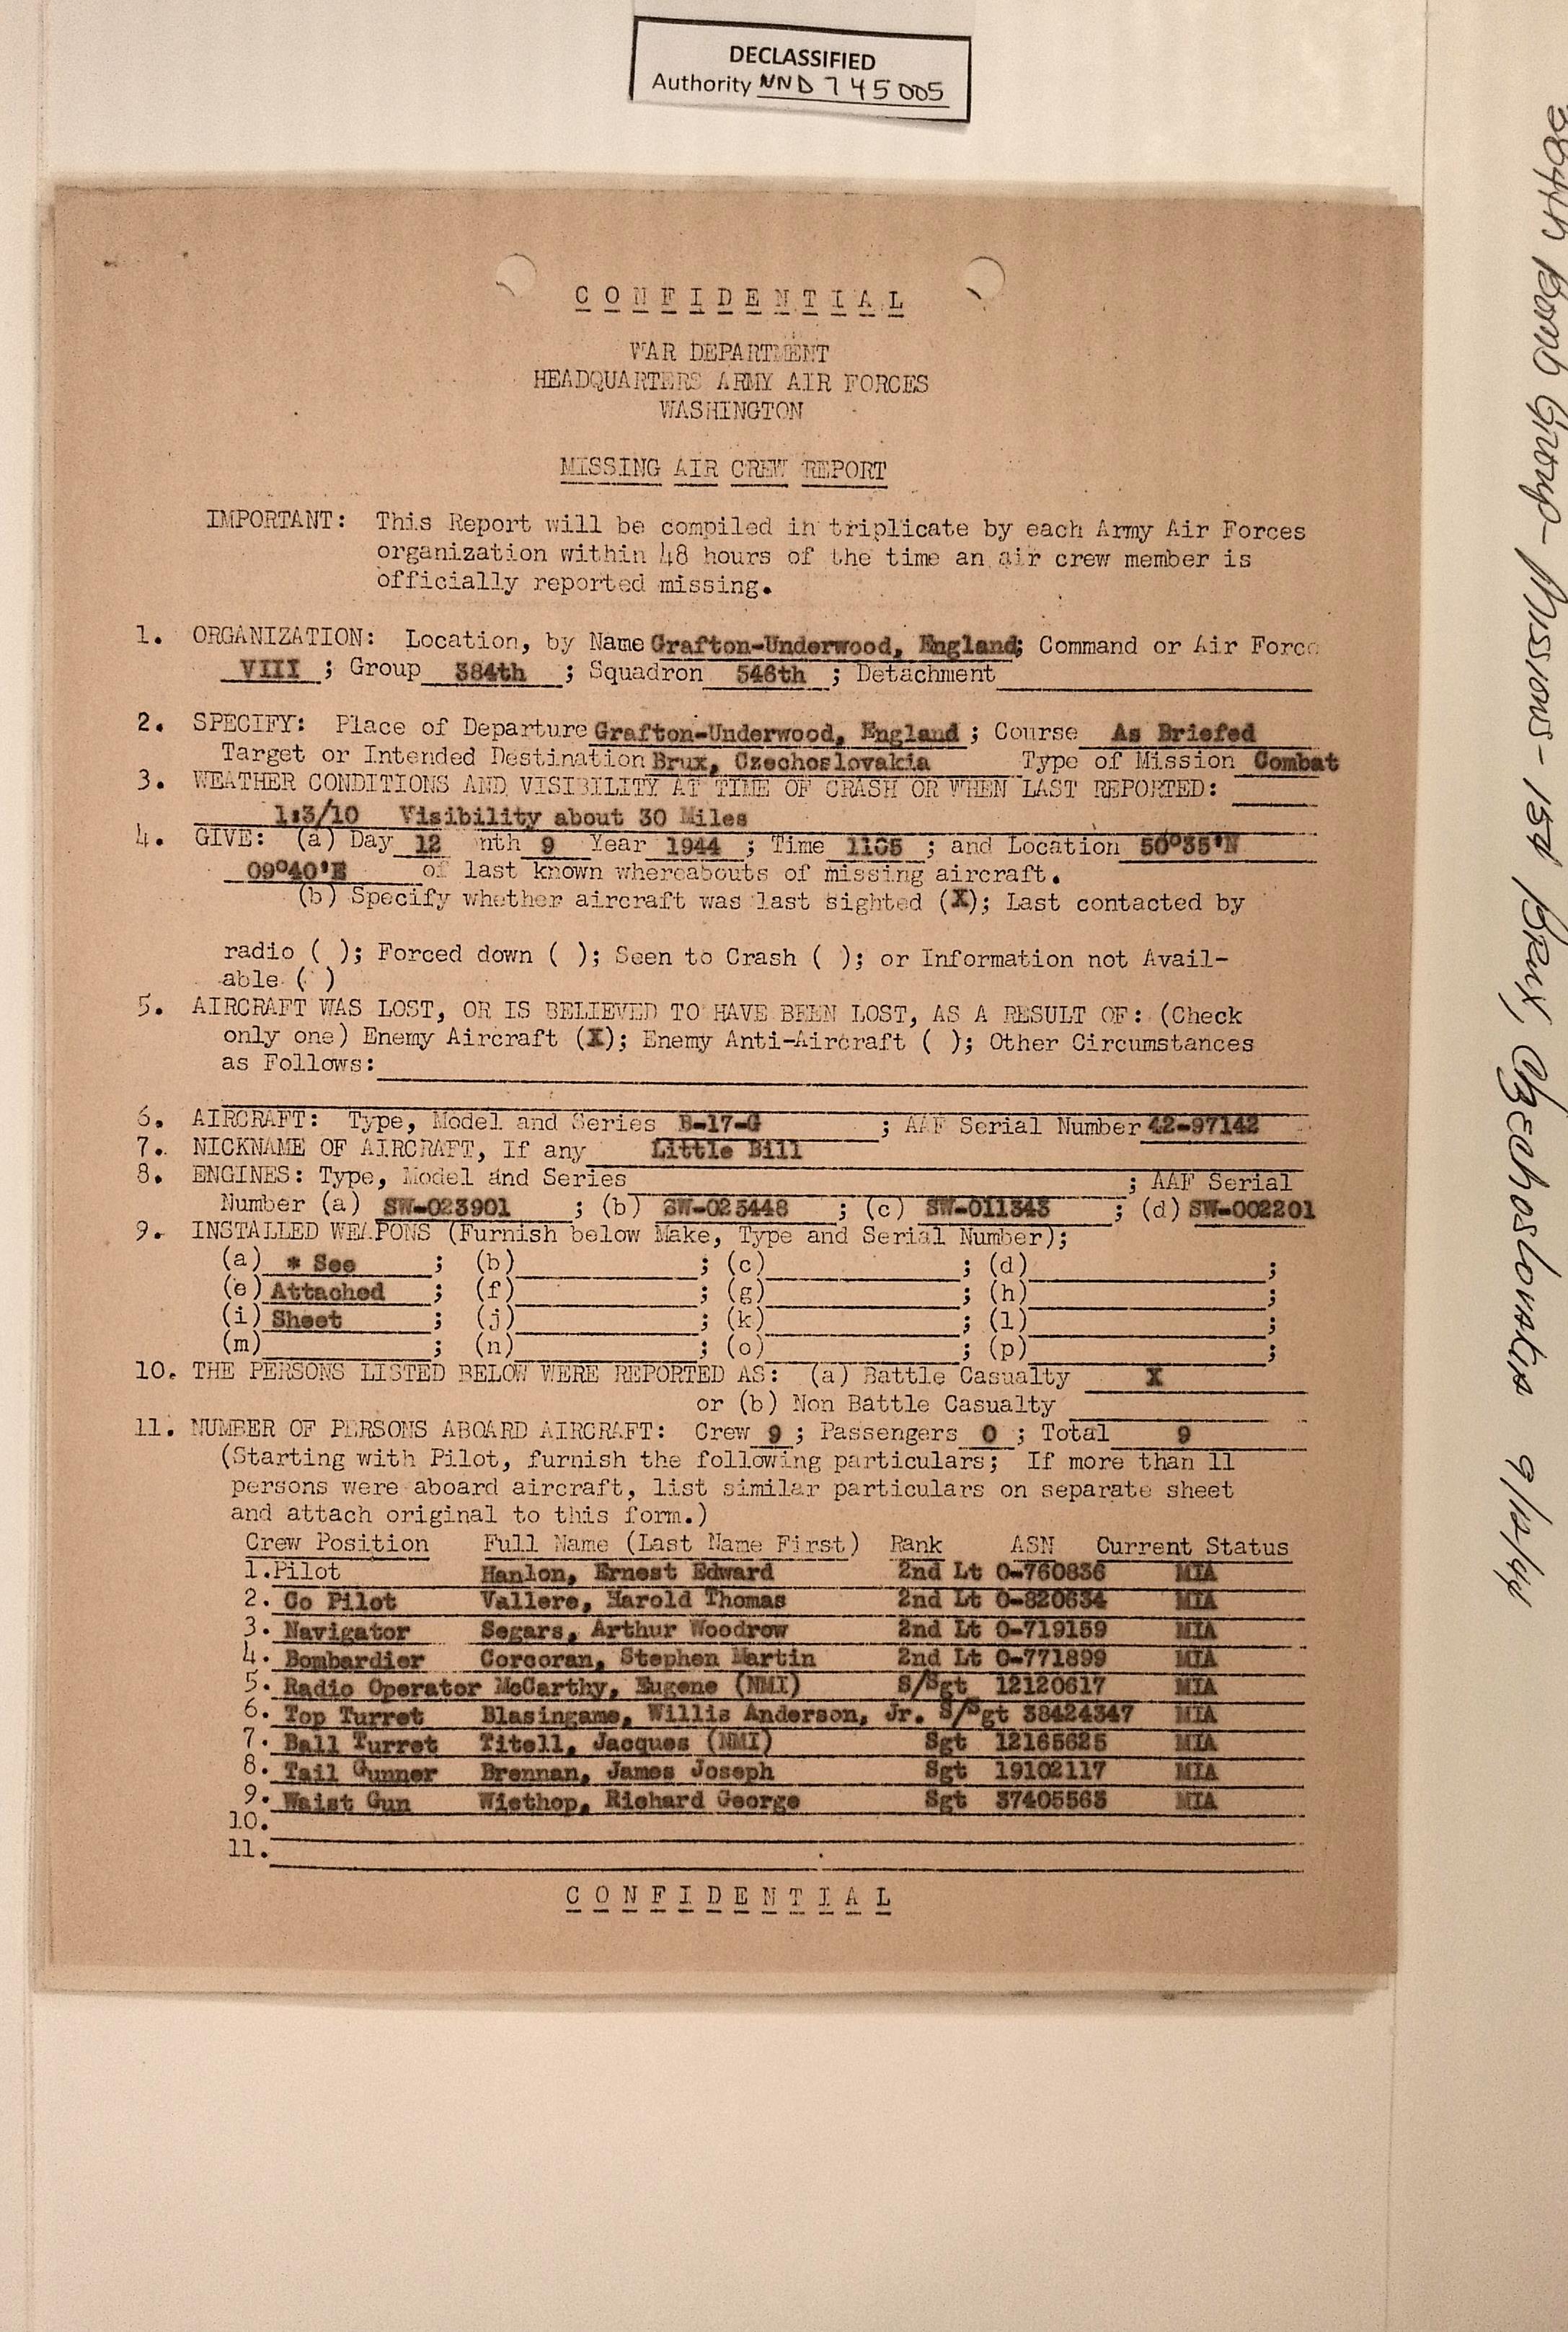 DECLASSIFIED
Authority NND 745005
C O N F I D E N T I A L
WAR DEPARTMENT
HEADQUARTERS ARMY AIR FORCES
WASHINGTON
MISSING AIR CREW REPORT
IMPORTANT: This Report will be compiled in triplicate by each Army Air Forces
organization within 48 hours of the time an air crew member is
officially reported missing.
1. ORGANIZATION: Location, by Name Grafton-Underwood, England; Command or Air Force
VIII ; Group 384th ; Squadron 546th ; Detachment
2. SPECIFY: Place of Departure Grafton-Underwood, England ; Course As Briefed
Target or Intended Destination Brux, Czechoslovakia Type of Mission Combat
3. WEATHER CONDITIONS AND VISIBILITY AT TIME OF CRASH OR WHEN LAST REPORTED:
1:3/10 Visibility about 30 Miles
4. GIVE: (a) Day 12 nth 9 Year 1944 ; Time 1105 ; and Location 50°35'N
09°40'E of last known whereabouts of missing aircraft.
(b) Specify whether aircraft was last sighted (X); Last contacted by
radio ( ); Forced down ( ); Seen to Crash ( ); or Information not Avail-
able ( )
5. AIRCRAFT WAS LOST, OR IS BELIEVED TO HAVE BEEN LOST, AS A RESULT OF: (Check
only one) Enemy Aircraft (X); Enemy Anti-Aircraft ( ); Other Circumstances
as Follows:
6. AIRCRAFT: Type, Model and Series B-17-G ; AAF Serial Number 42-97142
7. NICKNAME OF AIRCRAFT, If any Little Bill
8. ENGINES: Type, Model and Series ; AAF Serial
Number (a) SW-023901 ; (b) SW-025448 ; (c) SW-011343 ; (d) SW-002201
9. INSTALLED WEAPONS (Furnish below Make, Type and Serial Number);
(a) * See ; (b) ; (c) ; (d) ;
(e) Attached ; (f) ; (g) ; (h) ;
(i) Sheet ; (j) ; (k) ; (l) ;
(m) ; (n) ; (o) ; (p) ;
10. THE PERSONS LISTED BELOW WERE REPORTED AS: (a) Battle Casualty X
or (b) Non Battle Casualty
11. NUMBER OF PERSONS ABOARD AIRCRAFT: Crew 9 ; Passengers 0 ; Total 9
(Starting with Pilot, furnish the following particulars; If more than 11
persons were aboard aircraft, list similar particulars on separate sheet
and attach original to this form.)
Crew Position Full Name (Last Name First) Rank ASN Current Status
1. Pilot Hanlon, Ernest Edward 2nd Lt O-760836 MIA
2. Co Pilot Vallere, Harold Thomas 2nd Lt O-820634 MIA
3. Navigator Segars, Arthur Woodrow 2nd Lt O-719159 MIA
4. Bombardier Corcoran, Stephen Martin 2nd Lt O-771899 MIA
5. Radio Operator McCarthy, Eugene (NMI) S/Sgt 12120617 MIA
6. Top Turret Blasingame, Willis Anderson, Jr. S/Sgt 38424347 MIA
7. Ball Turret Titell, Jacques (NMI) Sgt 12165625 MIA
8. Tail Gunner Brennan, James Joseph Sgt 19102117 MIA
9. Waist Gun Wiethop, Richard George Sgt 37405563 MIA
10.
11.
C O N F I D E N T I A L
384th Bomb Group - Missions - 154 Brux, Czechoslovakia 9/12/44